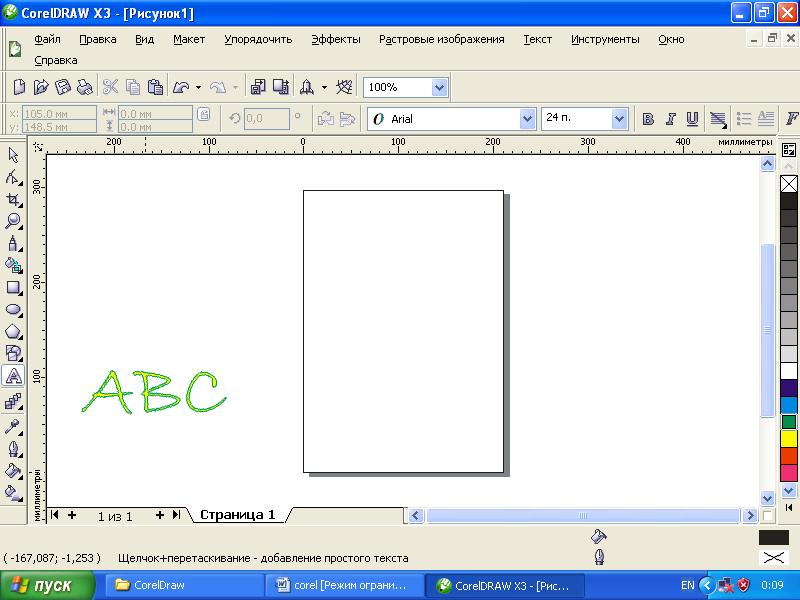 CorelDRAW X3 - [Рисунок1]
Файл Правка Вид Макет Упорядочить Эффекты Растровые изображения Текст Инструменты Окно
Справка
100%
x: 105.0 мм 0.0 мм 0,0 Arial 24 п. B I U F
y: 148.5 мм 0.0 мм
200 100 0 100 200 300 400 миллиметры
300
200
100
миллиметры
ABC
1 из 1 Страница 1
( -167,087; -1,253 ) Щелчок+перетаскивание - добавление простого текста
пуск CorelDraw corel [Режим ограни... CorelDRAW X3 - [Рис... EN 0:09